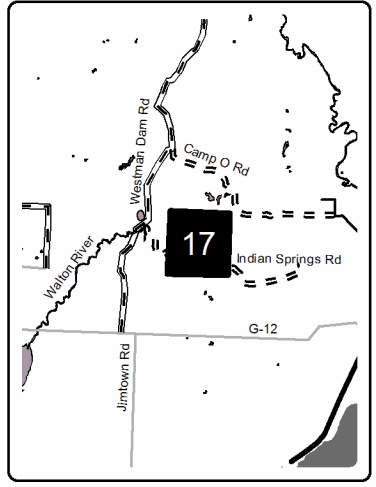 Westman Dam Rd
Camp O Rd
17
Indian Springs Rd
Walton River
G-12
Jimtown Rd